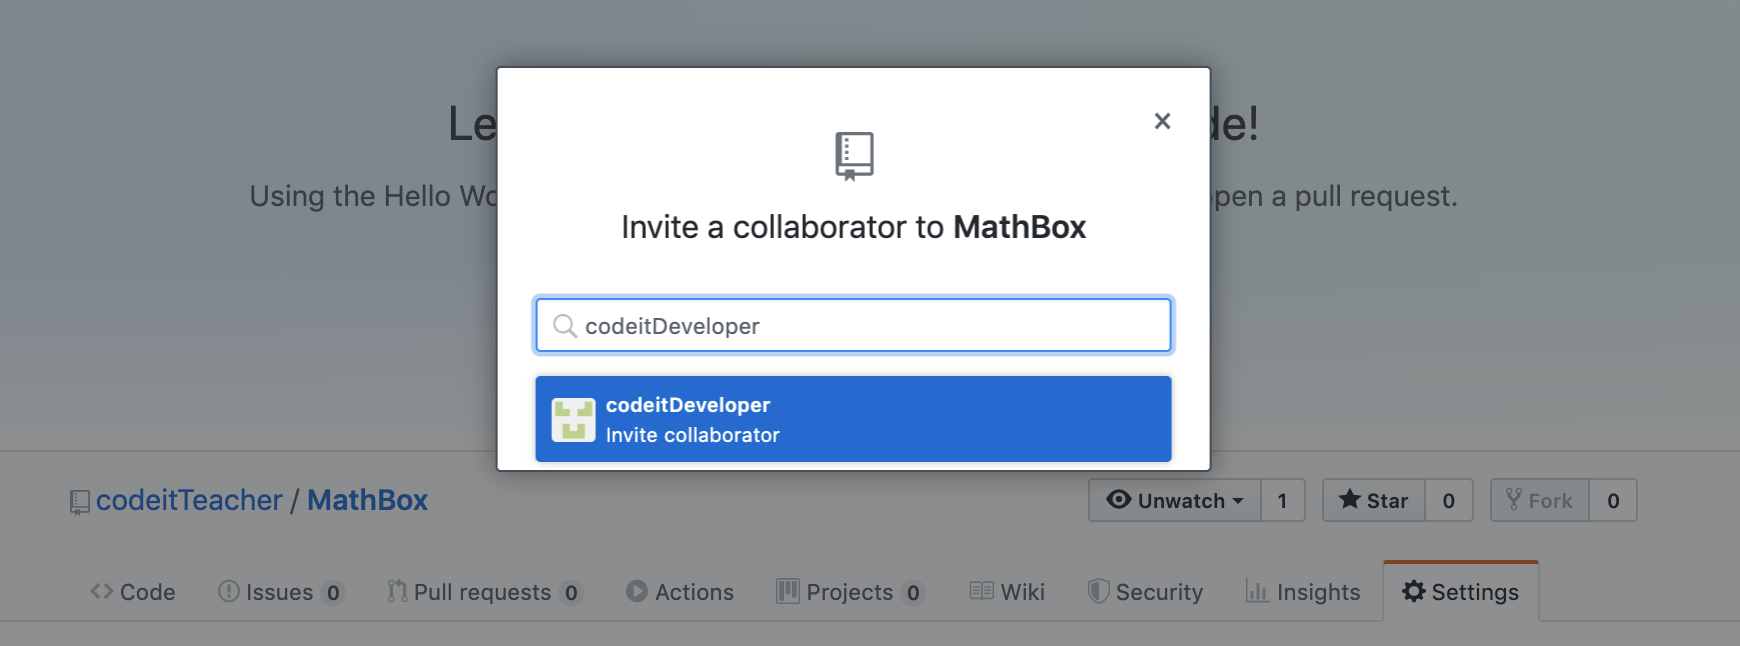 Le
de!
Using the Hello Wo
open a pull request.
Invite a collaborator to MathBox
codeitDeveloper
codeitDeveloper
Invite collaborator
codeitTeacher / MathBox
Unwatch 1 Star 0 Fork 0
Code Issues 0 Pull requests 0 Actions Projects 0 Wiki Security Insights Settings